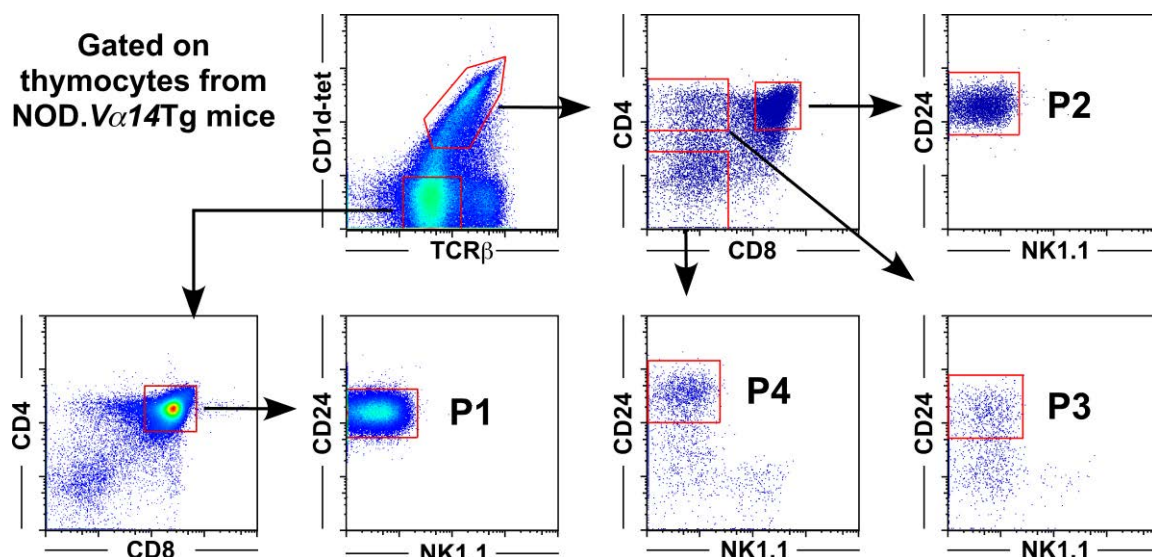 Gated on
thymocytes from
NOD.Vα14Tg mice
CD1d-tet
TCRβ
CD4
CD8
CD24
NK1.1
P2
CD4
CD8
CD24
NK1.1
P1
CD24
NK1.1
P4
CD24
NK1.1
P3